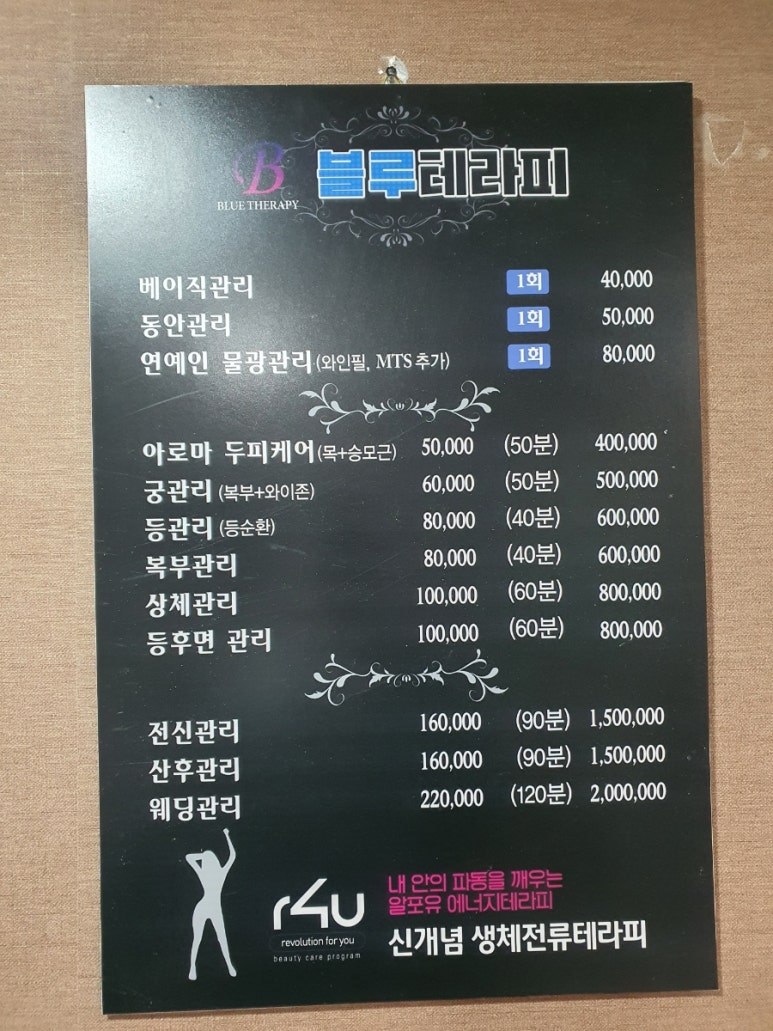 B 블루테라피
BLUE THERAPY
베이직관리 1회 40,000
동안관리 1회 50,000
연예인 물광관리(와인필, MTS 추가) 1회 80,000
아로마 두피케어(목+승모근) 50,000 (50분) 400,000
궁관리 (복부+와이존) 60,000 (50분) 500,000
등관리 (등순환) 80,000 (40분) 600,000
복부관리 80,000 (40분) 600,000
상체관리 100,000 (60분) 800,000
등후면 관리 100,000 (60분) 800,000
전신관리 160,000 (90분) 1,500,000
산후관리 160,000 (90분) 1,500,000
웨딩관리 220,000 (120분) 2,000,000
r4u
revolution for you
beauty care program
내 안의 파동을 깨우는
알포유 에너지테라피
신개념 생체전류테라피